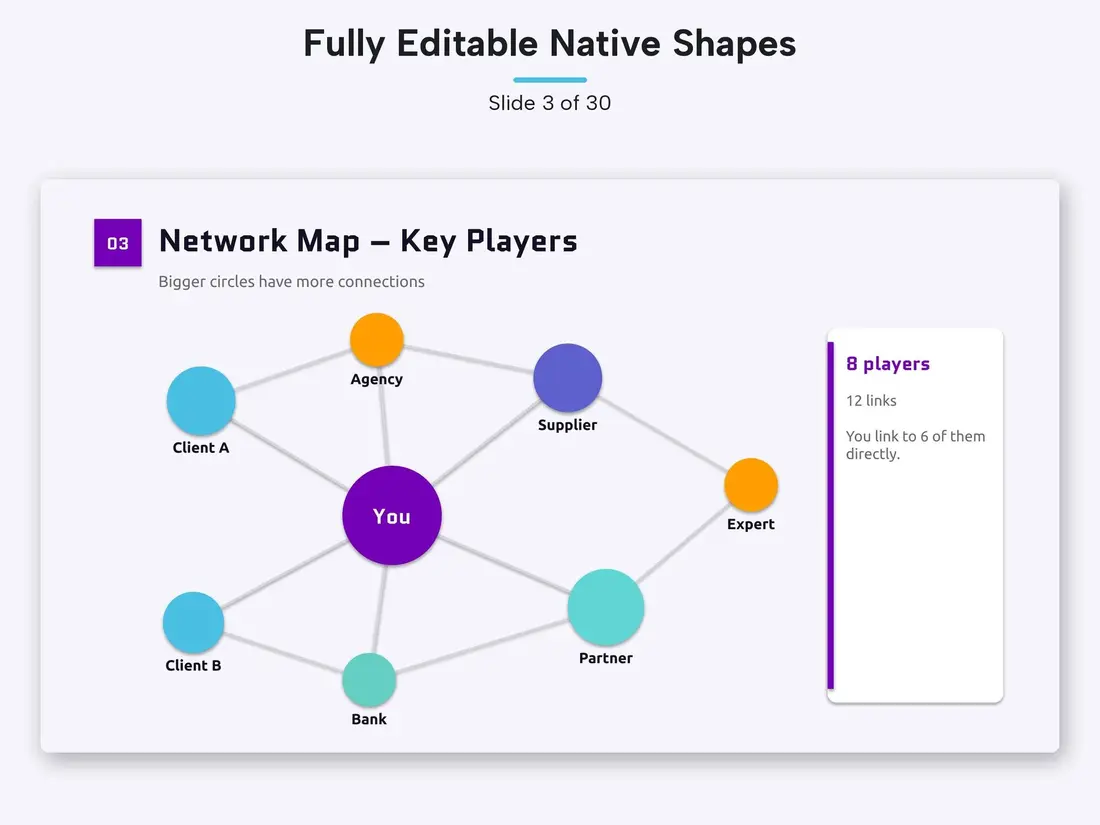 Fully Editable Native Shapes
Slide 3 of 30
03
Network Map – Key Players
Bigger circles have more connections
Agency
Client A
Supplier
You
Expert
Client B
Partner
Bank
8 players
12 links
You link to 6 of them
directly.